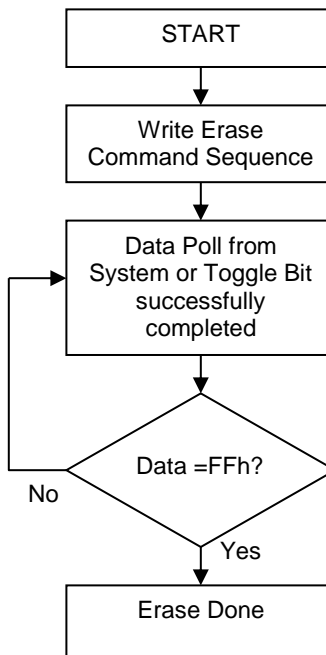 START
Write Erase
Command Sequence
Data Poll from
System or Toggle Bit
successfully
completed
Data =FFh?
No
Yes
Erase Done